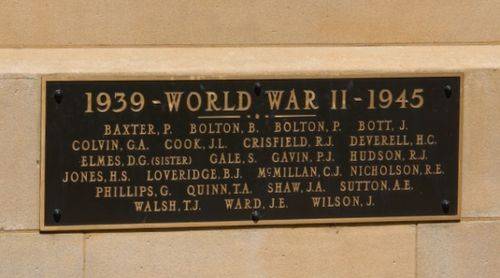 1939 - WORLD WAR II - 1945
BAXTER, P. BOLTON, B. BOLTON, P. BOTT, J.
COLVIN, G.A. COOK, J.L. CRISFIELD, R.J. DEVERELL, H.C.
ELMES, D.G. (SISTER) GALE, S. GAVIN, P.J. HUDSON, R.J.
JONES, H.S. LOVERIDGE, B.J. McMILLAN, C.J. NICHOLSON, R.E.
PHILLIPS, G. QUINN, T.A. SHAW, J.A. SUTTON, A.E.
WALSH, T.J. WARD, J.E. WILSON, J.